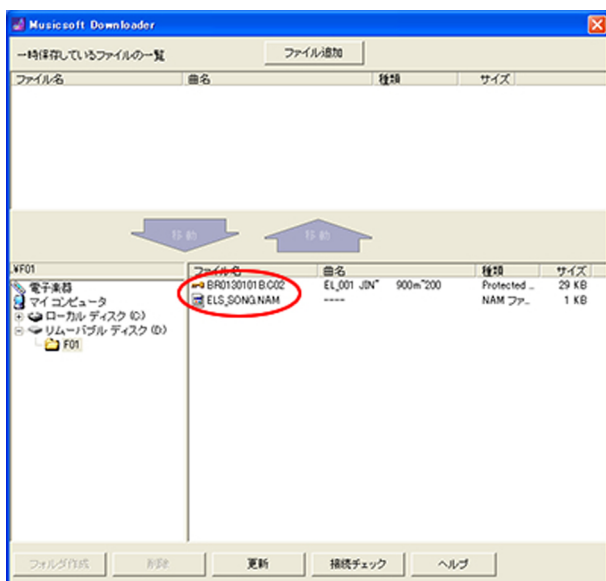 Musicsoft Downloader
一時保存しているファイルの一覧
ファイル追加
ファイル名 曲名 種類 サイズ
移動 移動
.¥F01
電子楽器
マイ コンピュータ
ローカル ディスク (C)
リムーバブル ディスク (D)
F01
ファイル名 曲名 種類 サイズ
BR0130101B.C02 EL_001 JIN" 900m"200 Protected ... 29 KB
ELS_SONG.NAM ---- NAM ファ... 1 KB
フォルダ作成 削除 更新 接続チェック ヘルプ